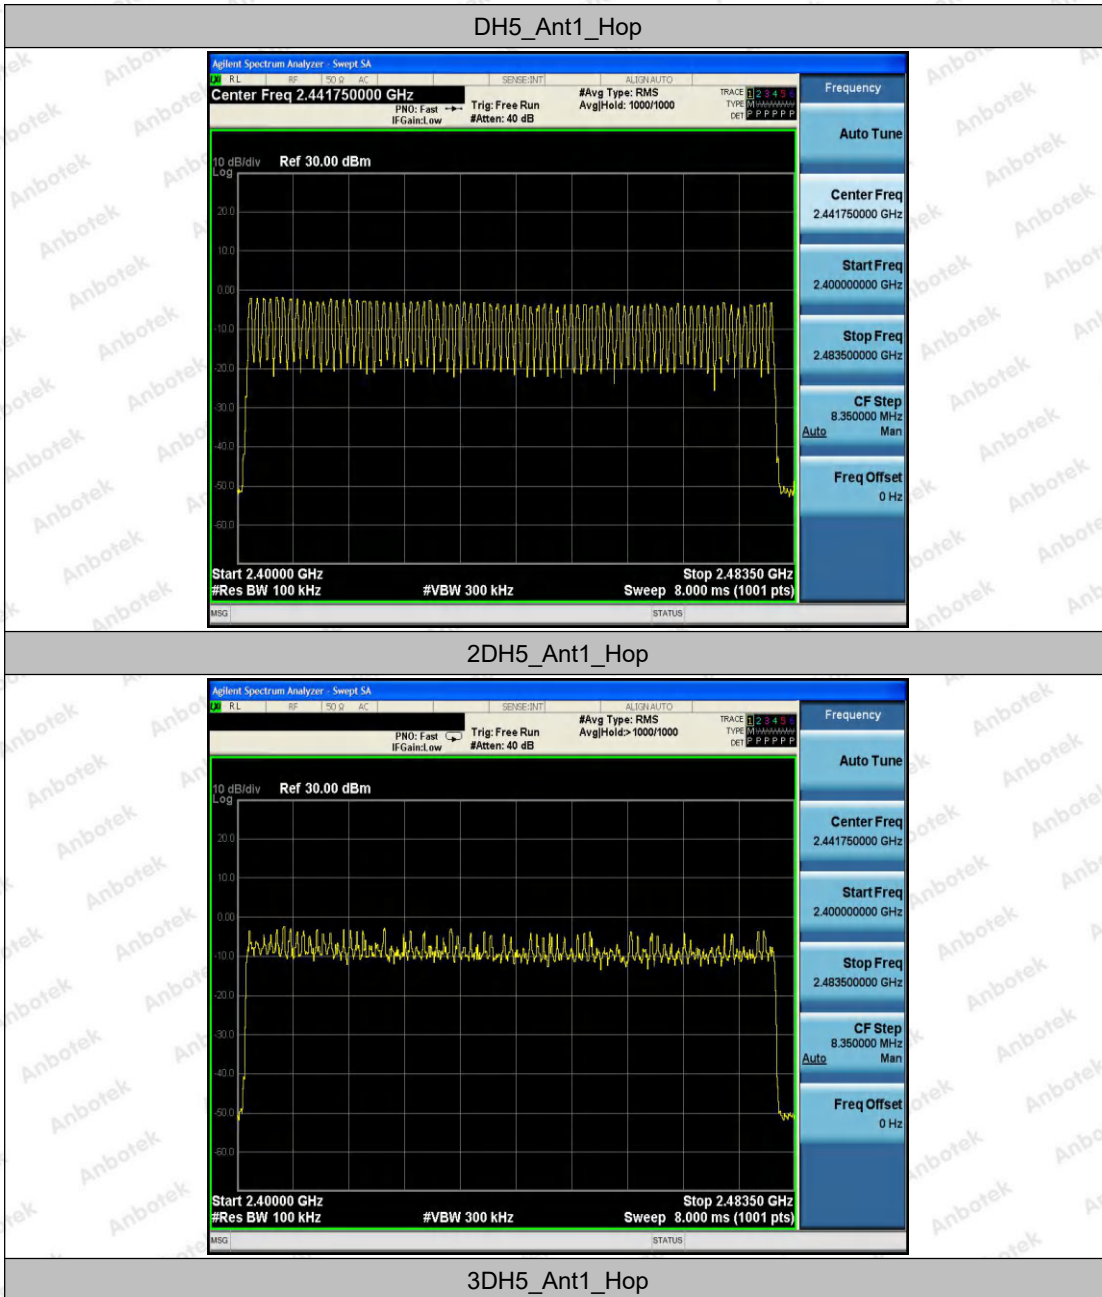 DH5_Ant1_Hop
Agilent Spectrum Analyzer - Swept SA
RL RF 50 Ω AC SENSE:INT ALIGN AUTO
Center Freq 2.441750000 GHz
PNO: Fast
IFGain:Low
Trig: Free Run
#Atten: 40 dB
#Avg Type: RMS
Avg|Hold: 1000/1000
TRACE 1 2 3 4 5 6
TYPE M
DET P P P P P P
10 dB/div Ref 30.00 dBm
Log
20.0
10.0
0.00
-10.0
-20.0
-30.0
-40.0
-50.0
-60.0
Start 2.40000 GHz Stop 2.48350 GHz
#Res BW 100 kHz #VBW 300 kHz Sweep 8.000 ms (1001 pts)
MSG STATUS
Frequency
Auto Tune
Center Freq
2.441750000 GHz
Start Freq
2.400000000 GHz
Stop Freq
2.483500000 GHz
CF Step
8.350000 MHz
Auto Man
Freq Offset
0 Hz
2DH5_Ant1_Hop
Agilent Spectrum Analyzer - Swept SA
RL RF 50 Ω AC SENSE:INT ALIGN AUTO
PNO: Fast
IFGain:Low
Trig: Free Run
#Atten: 40 dB
#Avg Type: RMS
Avg|Hold:>1000/1000
TRACE 1 2 3 4 5 6
TYPE M
DET P P P P P P
10 dB/div Ref 30.00 dBm
Log
20.0
10.0
0.00
-10.0
-20.0
-30.0
-40.0
-50.0
-60.0
Start 2.40000 GHz Stop 2.48350 GHz
#Res BW 100 kHz #VBW 300 kHz Sweep 8.000 ms (1001 pts)
MSG STATUS
Frequency
Auto Tune
Center Freq
2.441750000 GHz
Start Freq
2.400000000 GHz
Stop Freq
2.483500000 GHz
CF Step
8.350000 MHz
Auto Man
Freq Offset
0 Hz
3DH5_Ant1_Hop
Anbotek